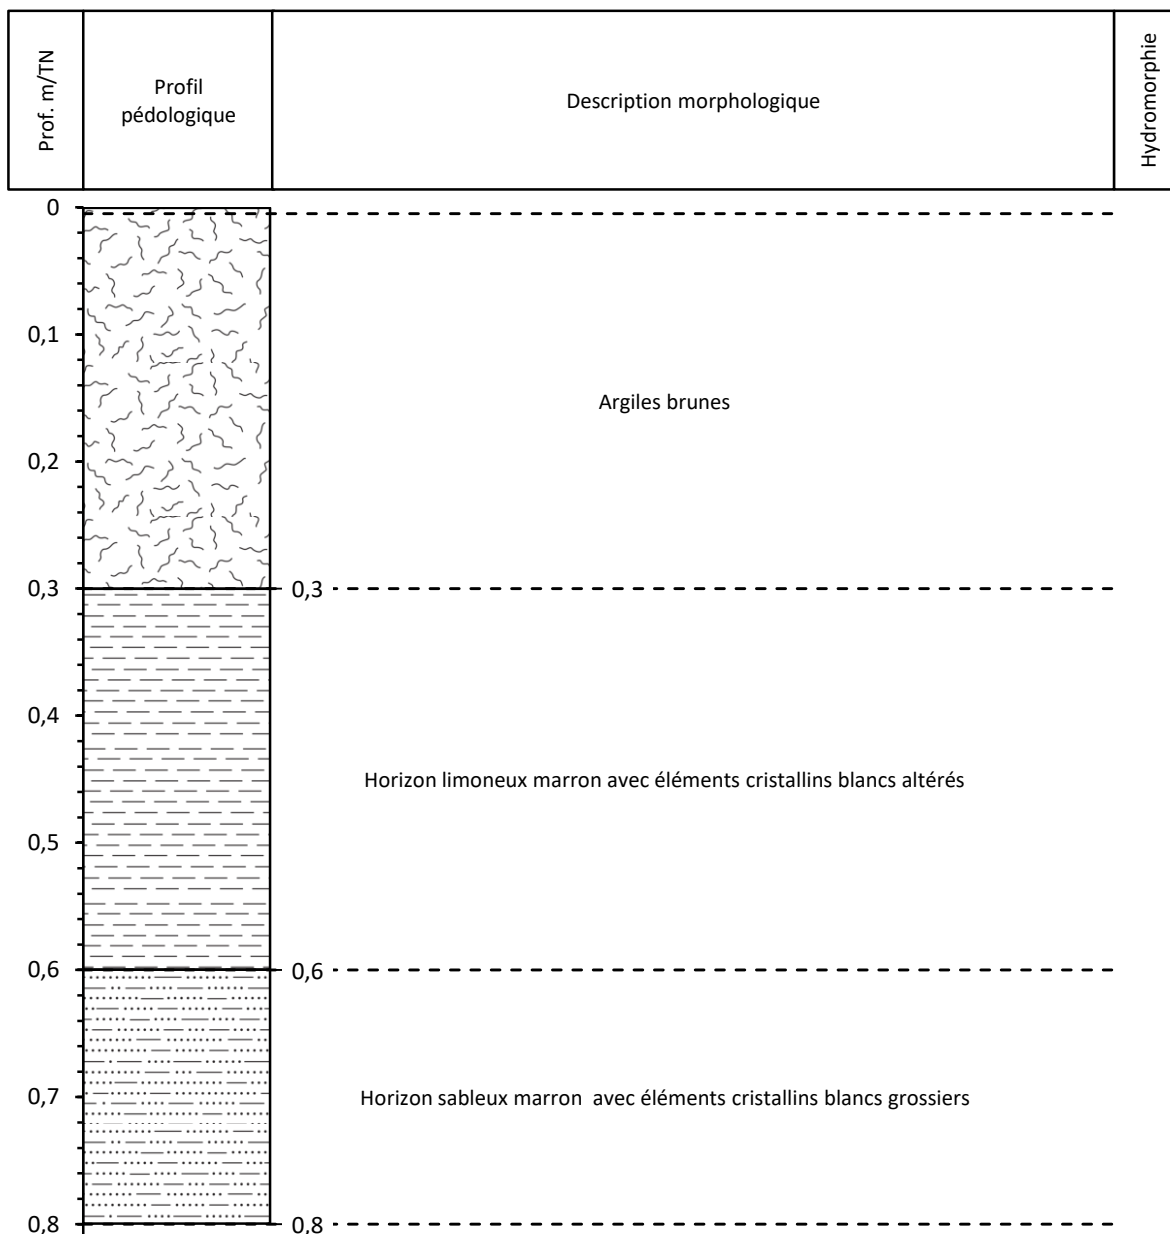 Prof. m/TN
Profil
pédologique
Description morphologique
Hydromorphie
0
0,1
Argiles brunes
0,2
0,3
0,3
0,4
Horizon limoneux marron avec éléments cristallins blancs altérés
0,5
0,6
0,6
0,7
Horizon sableux marron  avec éléments cristallins blancs grossiers
0,8
0,8